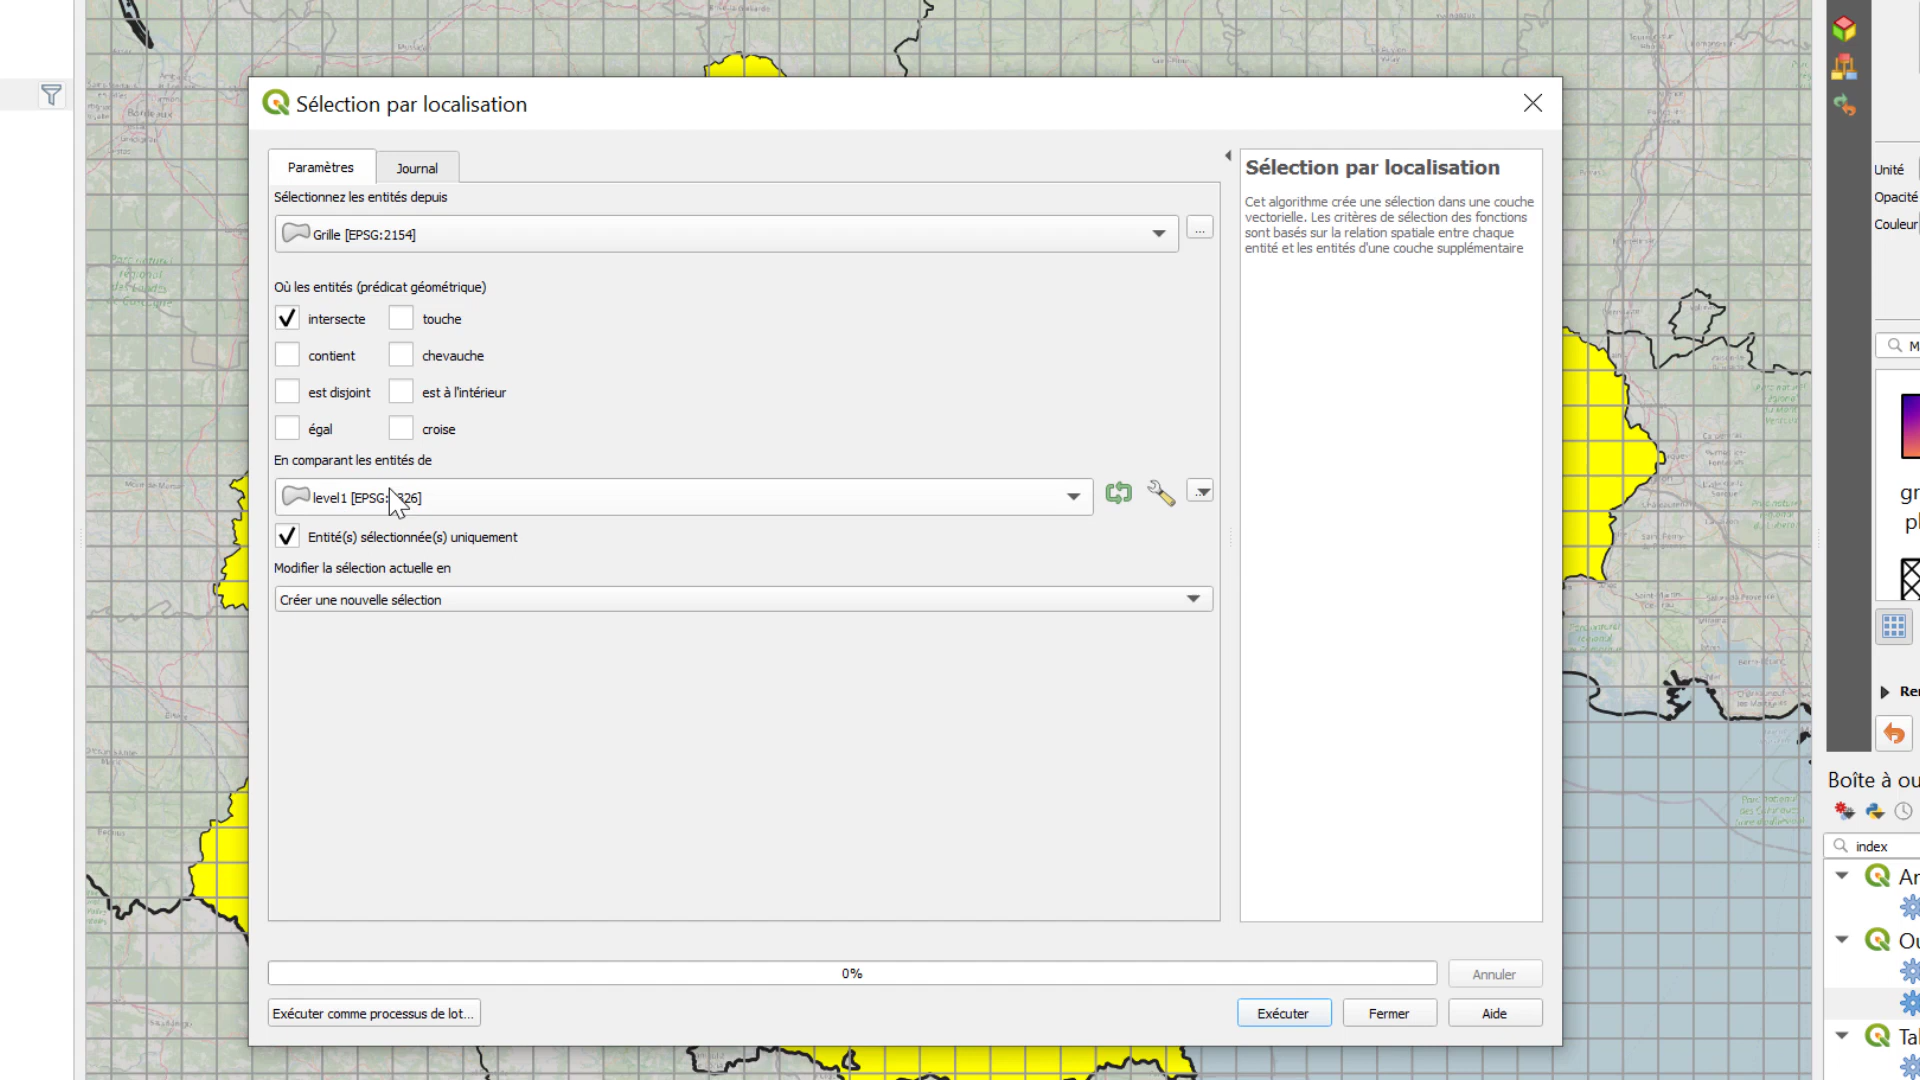 Sélection par localisation
Paramètres
Journal
Sélectionnez les entités depuis
Grille [EPSG:2154]
...
Où les entités (prédicat géométrique)
intersecte
touche
contient
chevauche
est disjoint
est à l'intérieur
égal
croise
En comparant les entités de
level1 [EPSG: 326]
Entité(s) sélectionnée(s) uniquement
Modifier la sélection actuelle en
Créer une nouvelle sélection
Sélection par localisation
Cet algorithme crée une sélection dans une couche
vectorielle. Les critères de sélection des fonctions
sont basés sur la relation spatiale entre chaque
entité et les entités d'une couche supplémentaire
0%
Annuler
Exécuter comme processus de lot...
Exécuter
Fermer
Aide
Unité
Opacité
Couleur
Boîte à ou
index